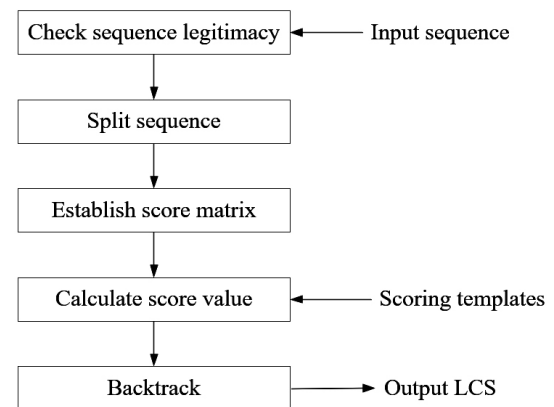 Check sequence legitimacy
Input sequence
Split sequence
Establish score matrix
Calculate score value
Scoring templates
Backtrack
Output LCS